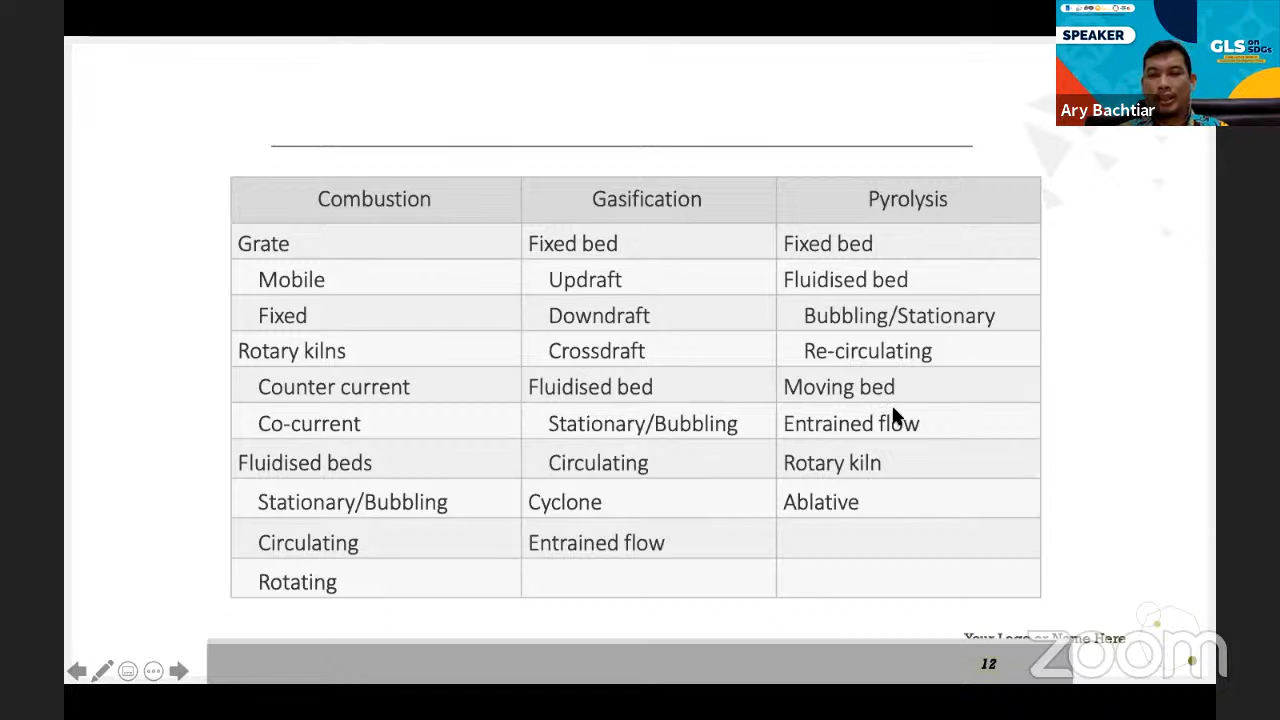 SPEAKER
GLS on SDGs
Ary Bachtiar
Combustion Gasification Pyrolysis
Grate Fixed bed Fixed bed
Mobile Updraft Fluidised bed
Fixed Downdraft Bubbling/Stationary
Rotary kilns Crossdraft Re-circulating
Counter current Fluidised bed Moving bed
Co-current Stationary/Bubbling Entrained flow
Fluidised beds Circulating Rotary kiln
Stationary/Bubbling Cyclone Ablative
Circulating Entrained flow
Rotating
Your Logo or Name Here
12
zoom